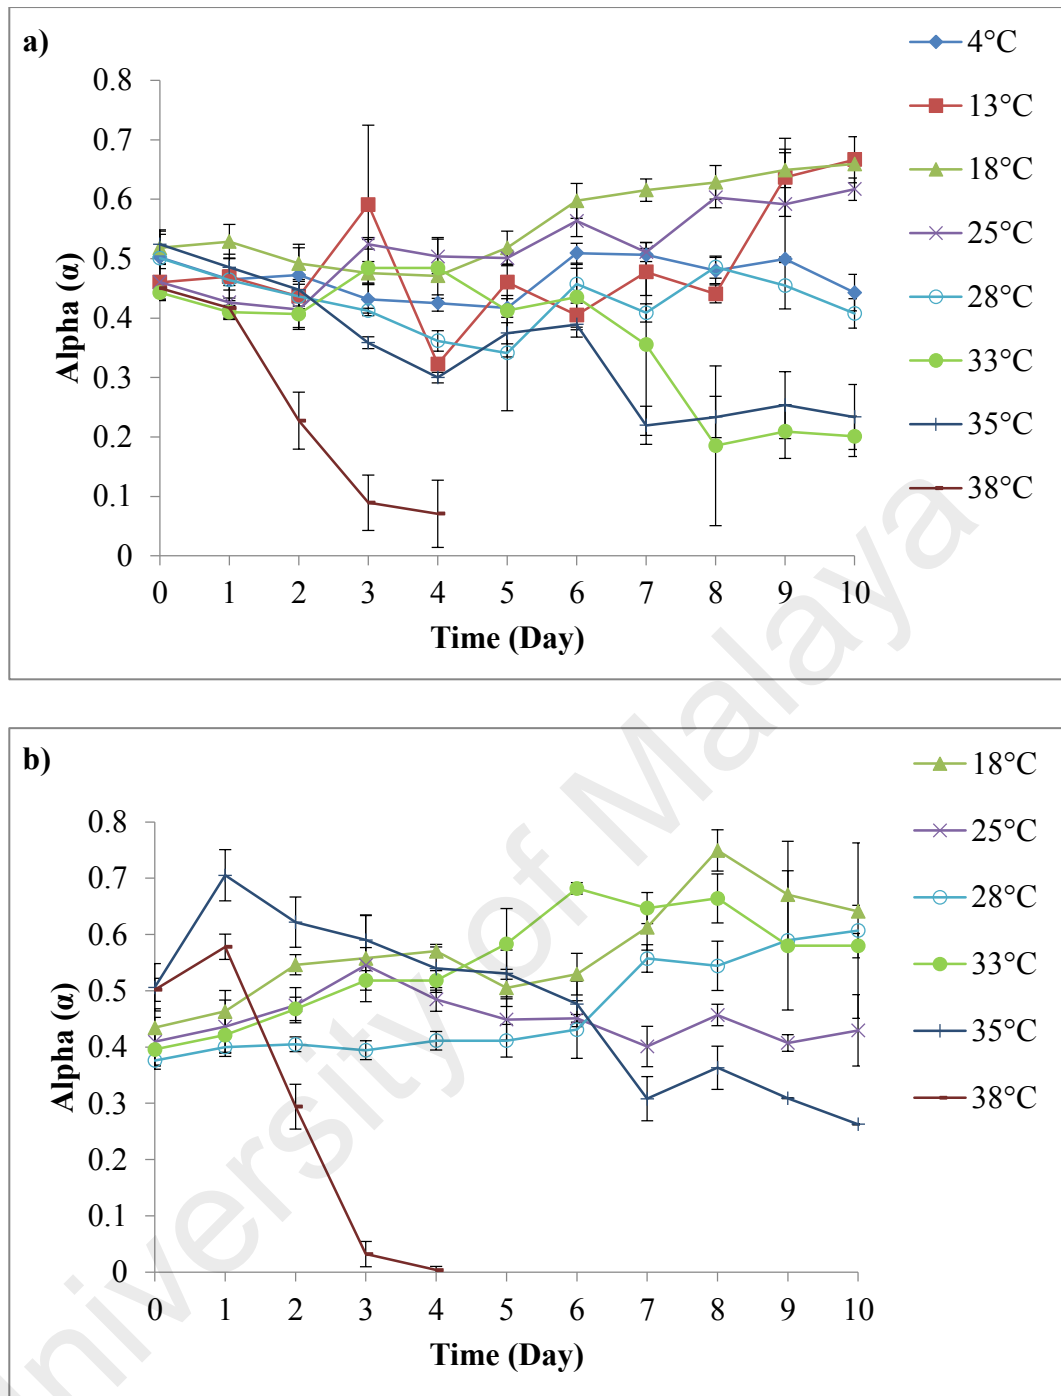 a)
4°C
13°C
18°C
25°C
28°C
33°C
35°C
38°C
0.8
0.7
0.6
0.5
0.4
0.3
0.2
0.1
0
Alpha (α)
0 1 2 3 4 5 6 7 8 9 10
Time (Day)
b)
18°C
25°C
28°C
33°C
35°C
38°C
0.8
0.7
0.6
0.5
0.4
0.3
0.2
0.1
0
Alpha (α)
0 1 2 3 4 5 6 7 8 9 10
Time (Day)
University of Malaya